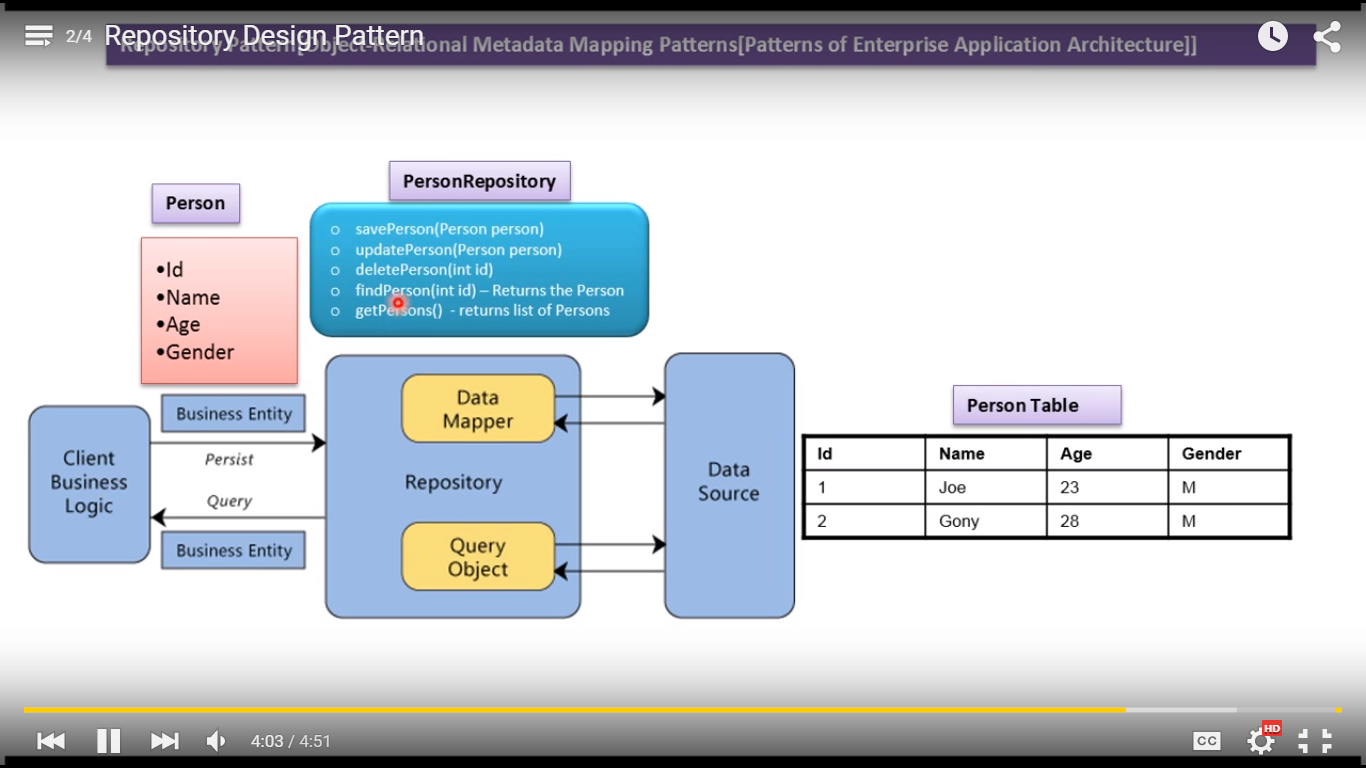 2/4 Repository Design Pattern
Repository Pattern[Object-Relational Metadata Mapping Patterns[Patterns of Enterprise Application Architecture]]
PersonRepository
Person
o savePerson(Person person)
o updatePerson(Person person)
o deletePerson(int id)
o findPerson(int id) – Returns the Person
o getPersons() - returns list of Persons
•Id
•Name
•Age
•Gender
Business Entity
Persist
Query
Business Entity
Client
Business
Logic
Data
Mapper
Repository
Query
Object
Data
Source
Person Table
Id Name Age Gender
1 Joe 23 M
2 Gony 28 M
4:03 / 4:51
CC
HD